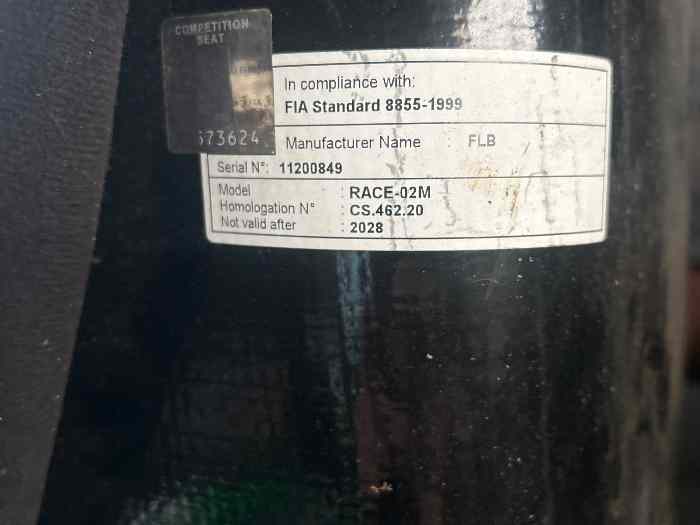 COMPETITION
SEAT
573624
In compliance with:
FIA Standard 8855-1999
Manufacturer Name : FLB
Serial N°: 11200849
Model : RACE-02M
Homologation N° : CS.462.20
Not valid after : 2028